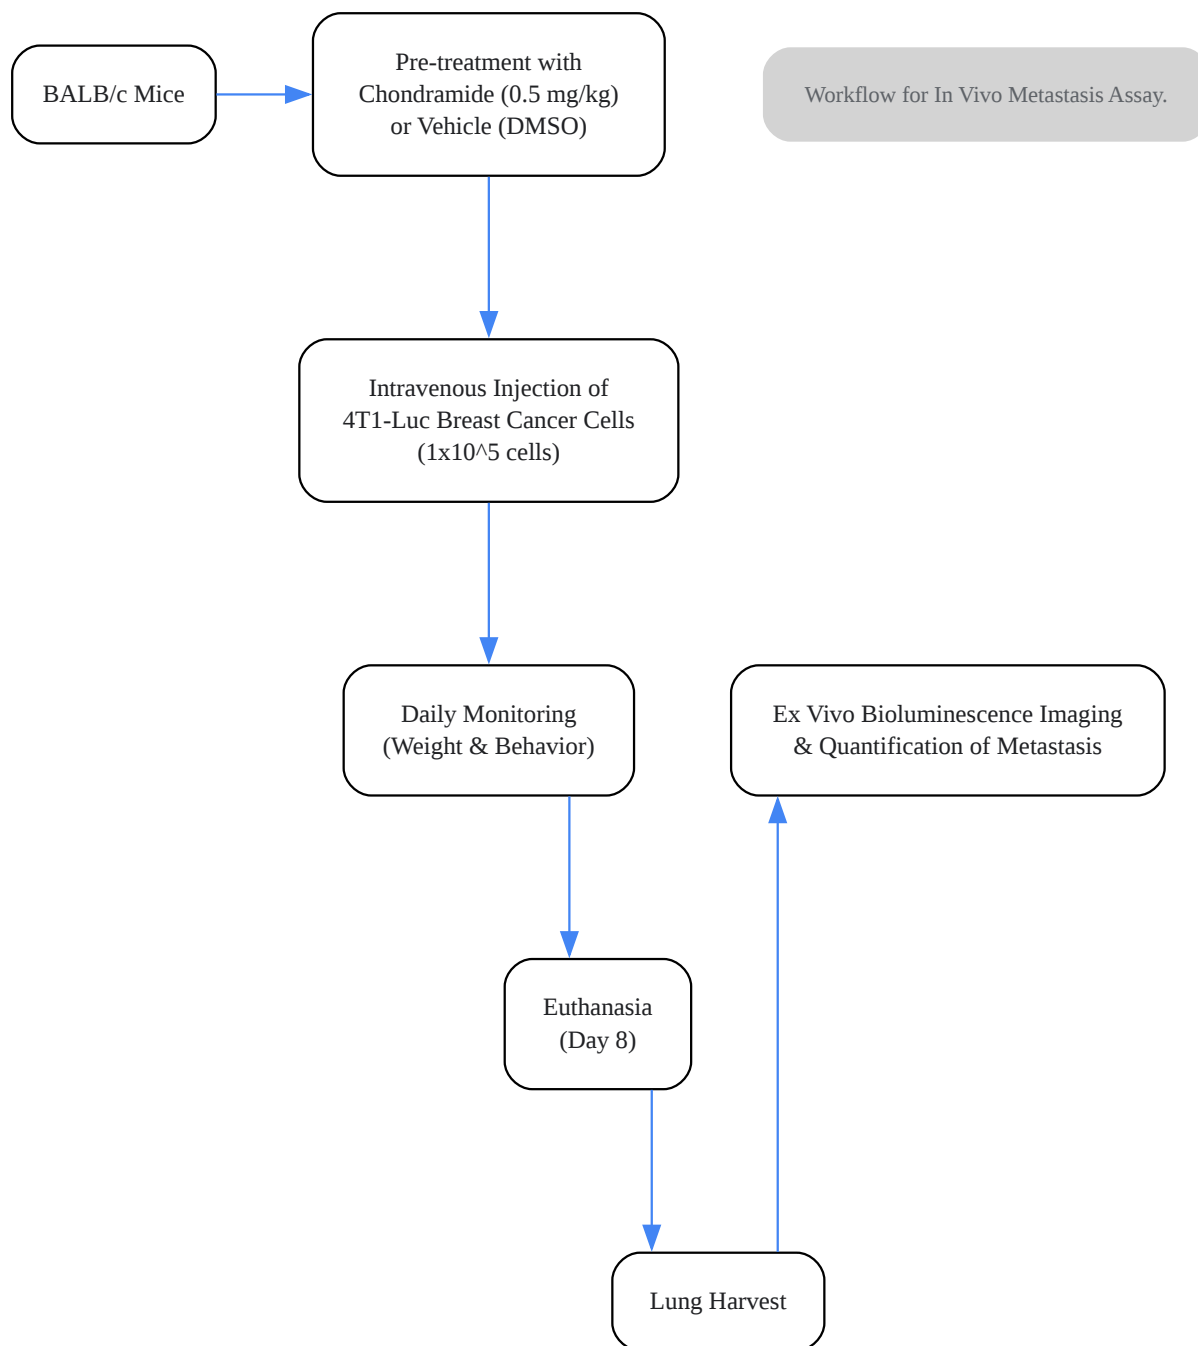 BALB/c Mice
Pre-treatment with
Chondramide (0.5 mg/kg)
or Vehicle (DMSO)
Workflow for In Vivo Metastasis Assay.
Intravenous Injection of
4T1-Luc Breast Cancer Cells
(1x10^5 cells)
Daily Monitoring
(Weight & Behavior)
Ex Vivo Bioluminescence Imaging
& Quantification of Metastasis
Euthanasia
(Day 8)
Lung Harvest